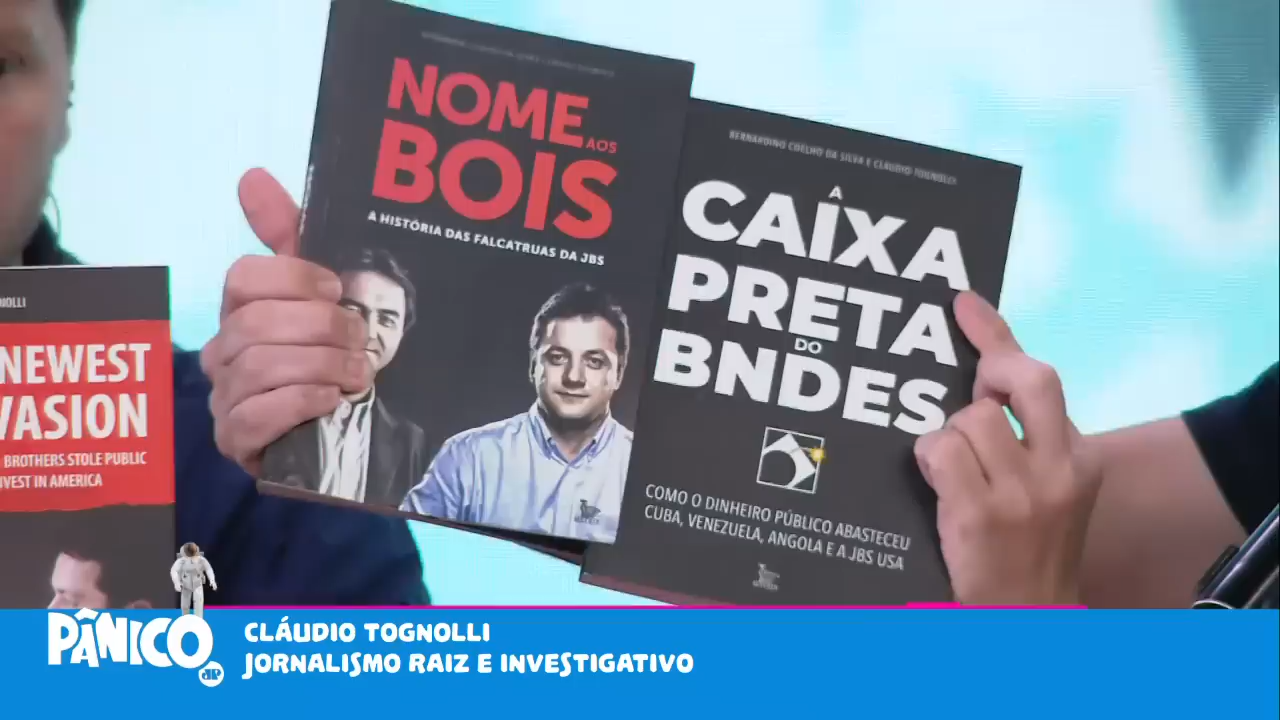 NOME
AOS
BOIS
A HISTÓRIA DAS FALCATRUAS DA JBS
BERNARDINO COELHO DA SILVA E CLAUDIO TOGNOLLI
A
CAIXA
PRETA
DO
BNDES
COMO O DINHEIRO PÚBLICO ABASTECEU
CUBA, VENEZUELA, ANGOLA E A JBS USA
NOLLI
NEWEST
VASION
BROTHERS STOLE PUBLIC
VEST IN AMERICA
PÂNICO
JP
CLÁUDIO TOGNOLLI
JORNALISMO RAIZ E INVESTIGATIVO